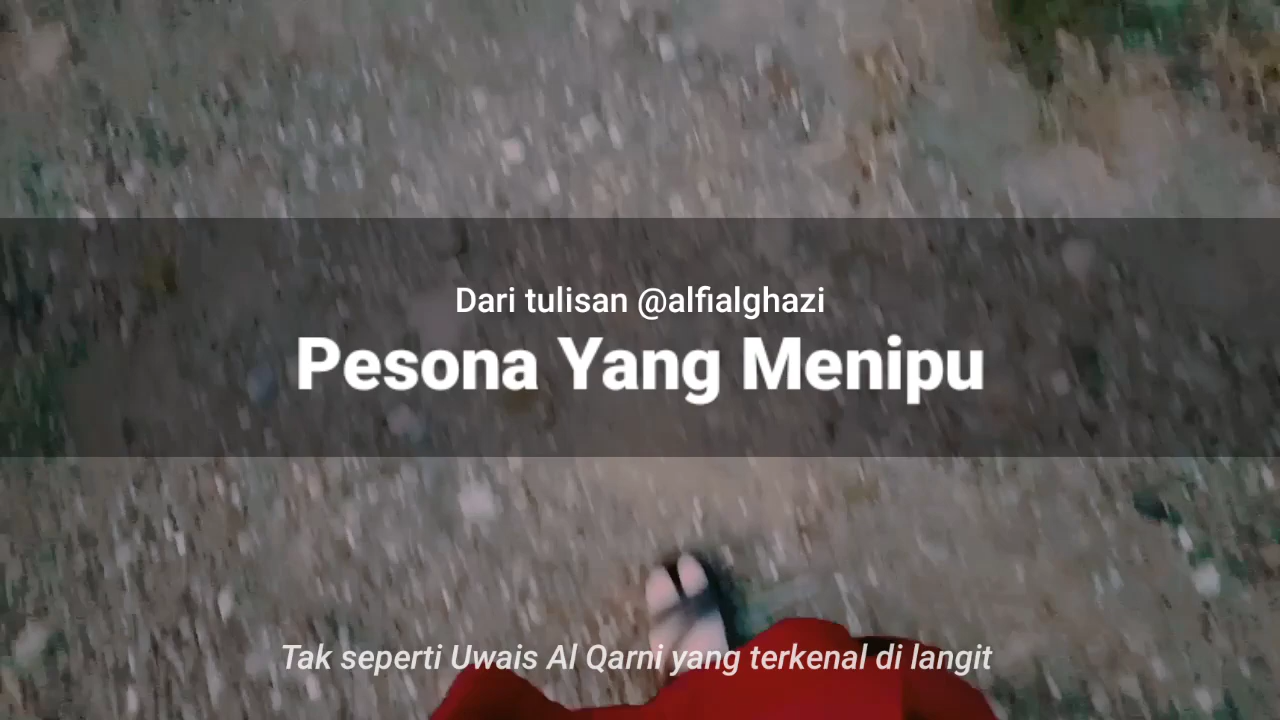 Dari tulisan @alfialghazi
Pesona Yang Menipu
Tak seperti Uwais Al Qarni yang terkenal di langit